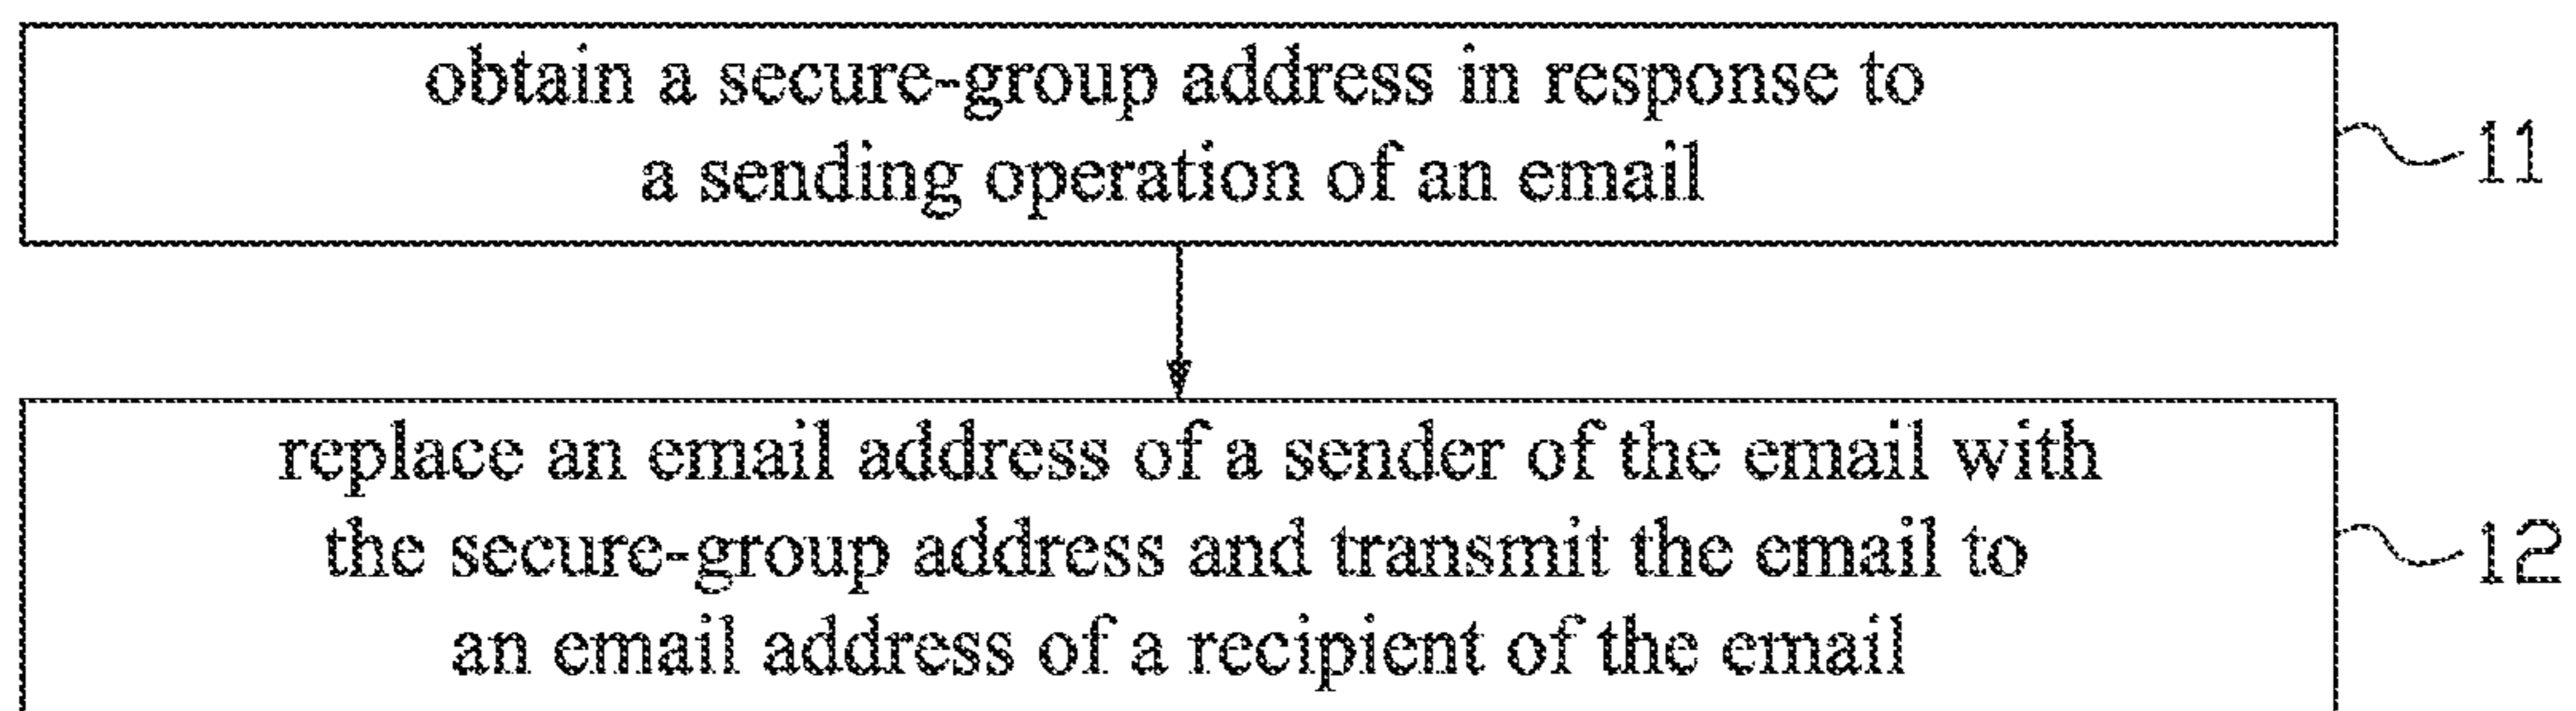 obtain a secure-group address in response to
a sending operation of an email
11
replace an email address of a sender of the email with
the secure-group address and transmit the email to
an email address of a recipient of the email
12